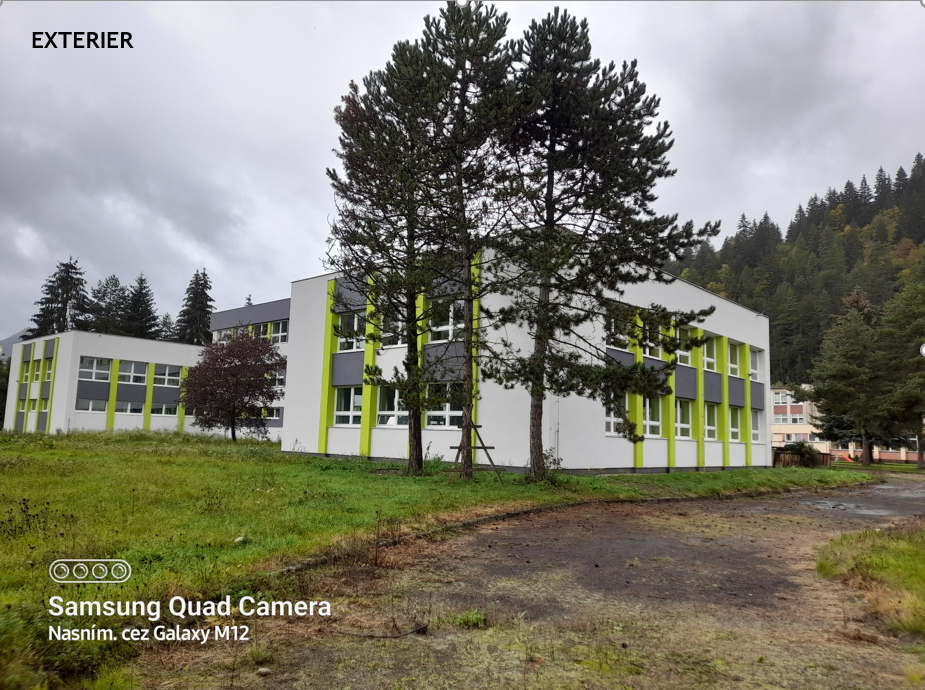 EXTERIER
Samsung Quad Camera
Nasním. cez Galaxy M12